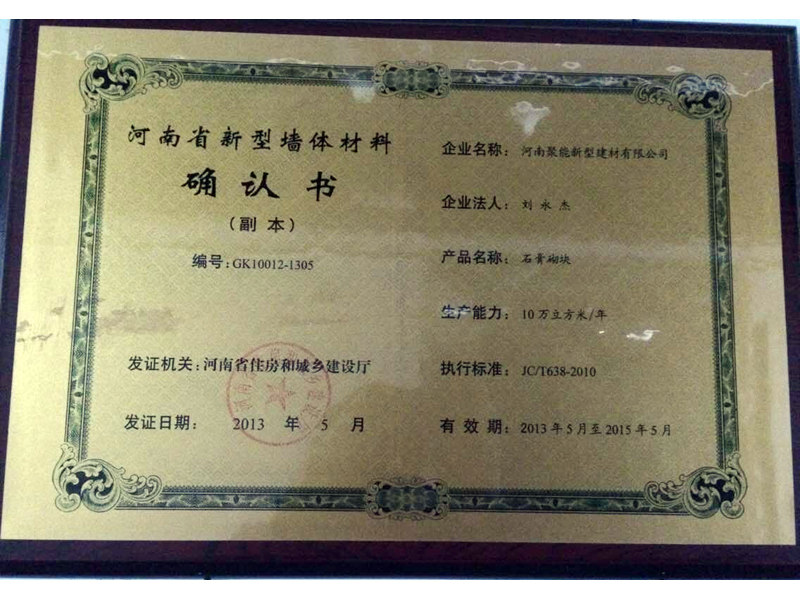 河南省新型墙体材料
确认书
（副本）
编号：GK10012-1305
发证机关：河南省住房和城乡建设厅
发证日期： 2013 年 5 月
企业名称： 河南聚能新型建材有限公司
企业法人： 刘永杰
产品名称： 石膏砌块
生产能力： 10万立方米/年
执行标准： JC/T638-2010
有效期： 2013年5月至2015年5月